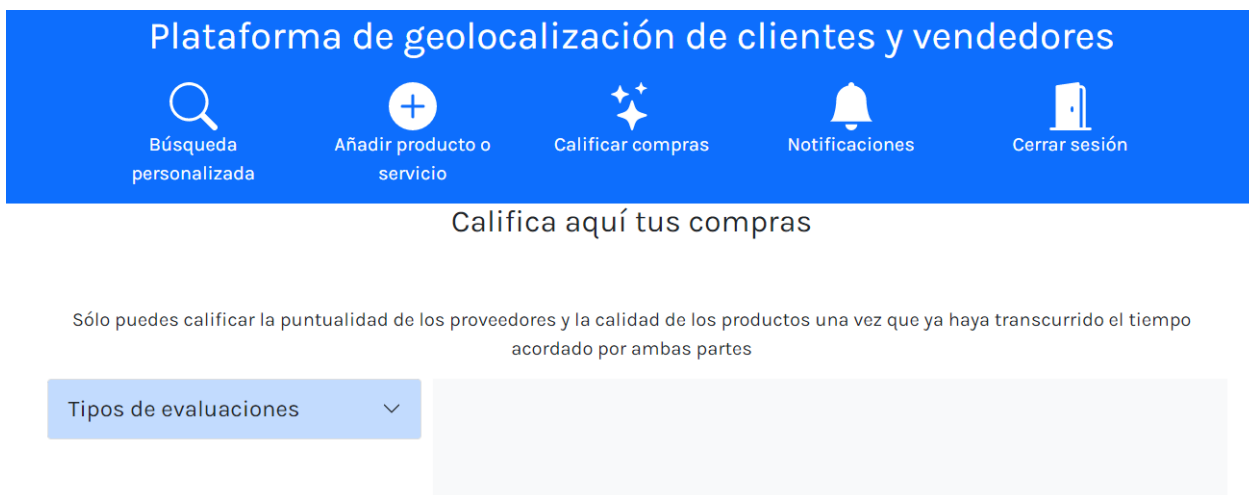 Plataforma de geolocalización de clientes y vendedores
Búsqueda
personalizada
Añadir producto o
servicio
Calificar compras
Notificaciones
Cerrar sesión
Califica aquí tus compras
Sólo puedes calificar la puntualidad de los proveedores y la calidad de los productos una vez que ya haya transcurrido el tiempo
acordado por ambas partes
Tipos de evaluaciones